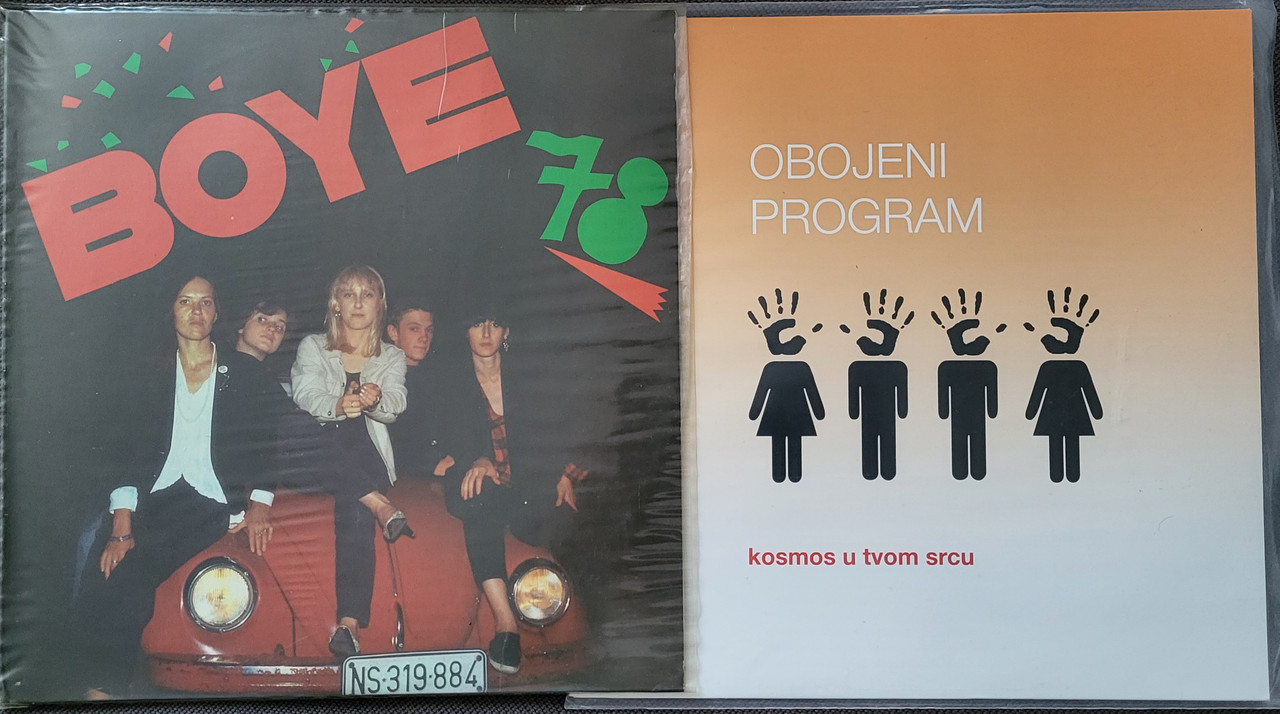 BOYE
78
NS·319·884
OBOJENI
PROGRAM
kosmos u tvom srcu